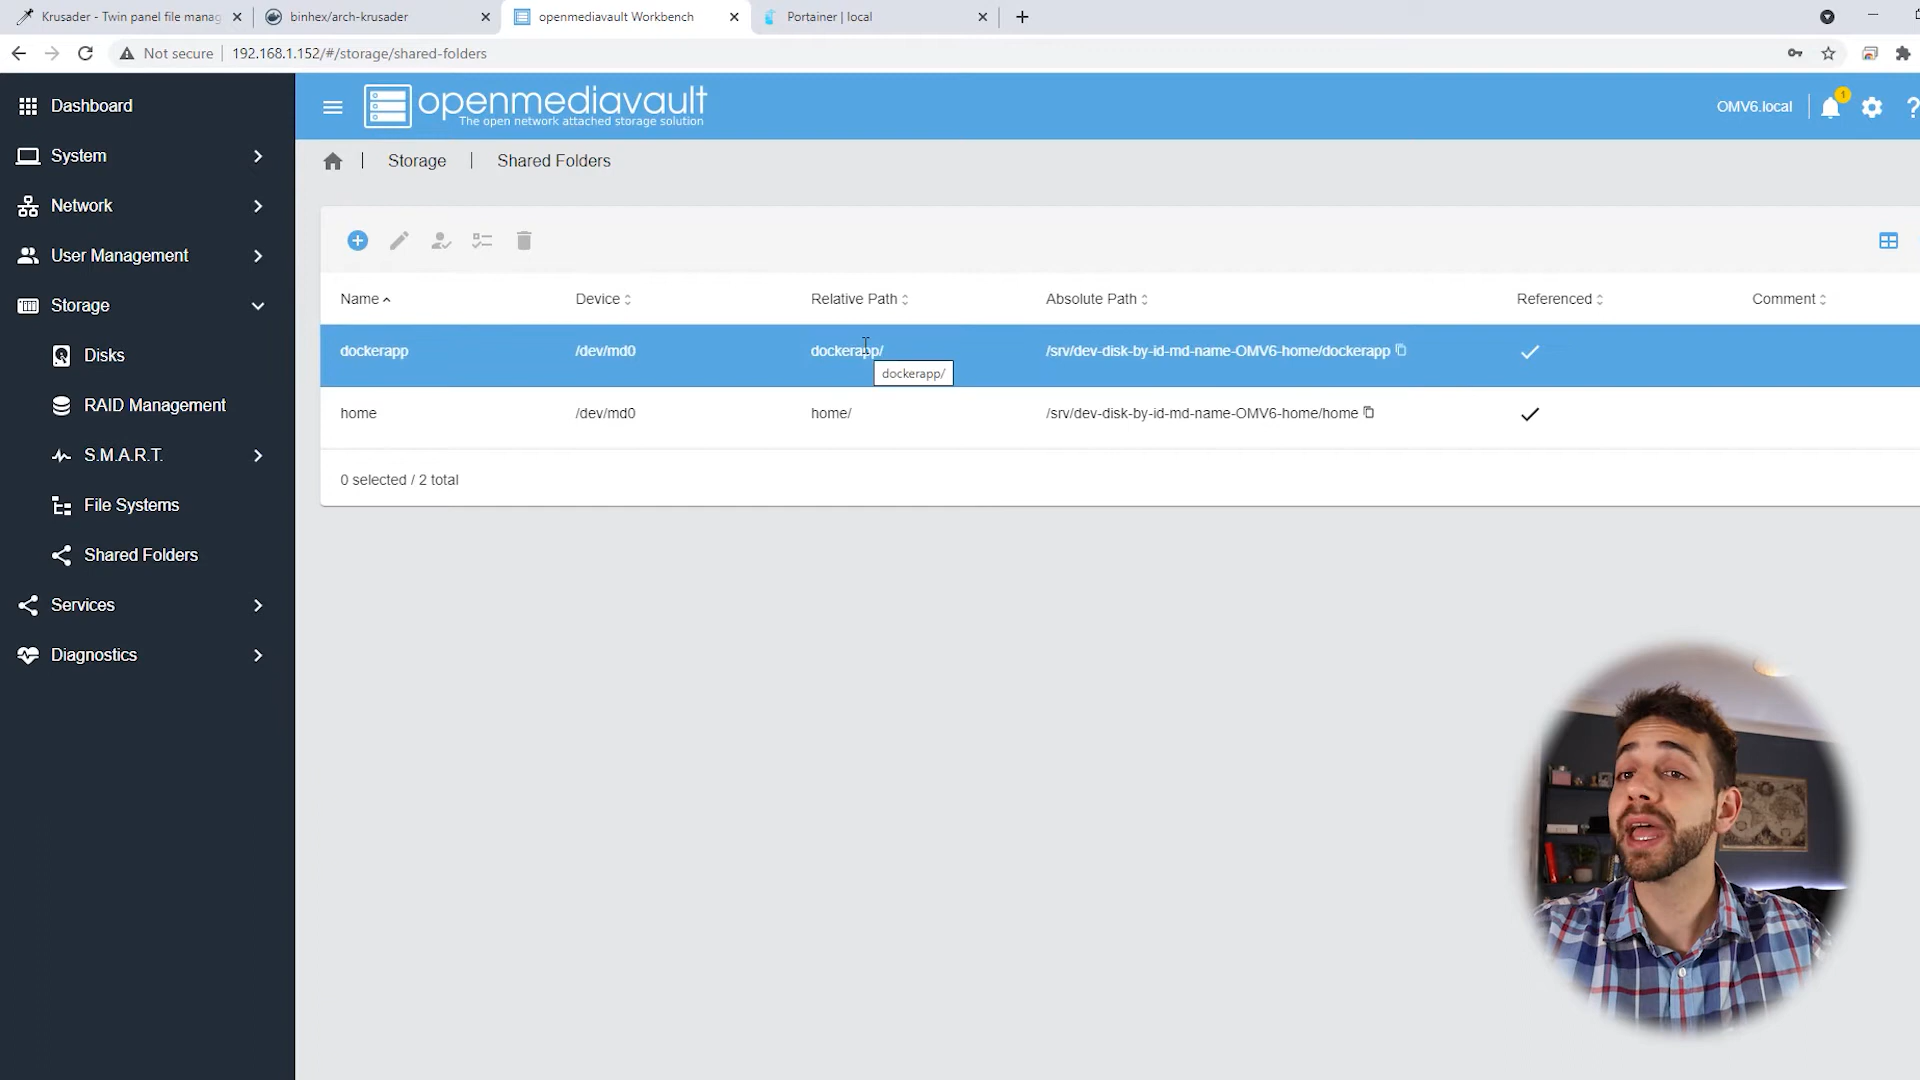 Krusader - Twin panel file manag
binhex/arch-krusader
openmediavault Workbench
Portainer | local
Not secure
192.168.1.152/#/storage/shared-folders
Dashboard
System
Network
User Management
Storage
Disks
RAID Management
S.M.A.R.T.
File Systems
Shared Folders
Services
Diagnostics
openmediavault
The open network attached storage solution
OMV6.local
1
Storage | Shared Folders
Name Device Relative Path Absolute Path Referenced Comment
dockerapp /dev/md0 dockerapp/ /srv/dev-disk-by-id-md-name-OMV6-home/dockerapp
dockerapp/
home /dev/md0 home/ /srv/dev-disk-by-id-md-name-OMV6-home/home
0 selected / 2 total